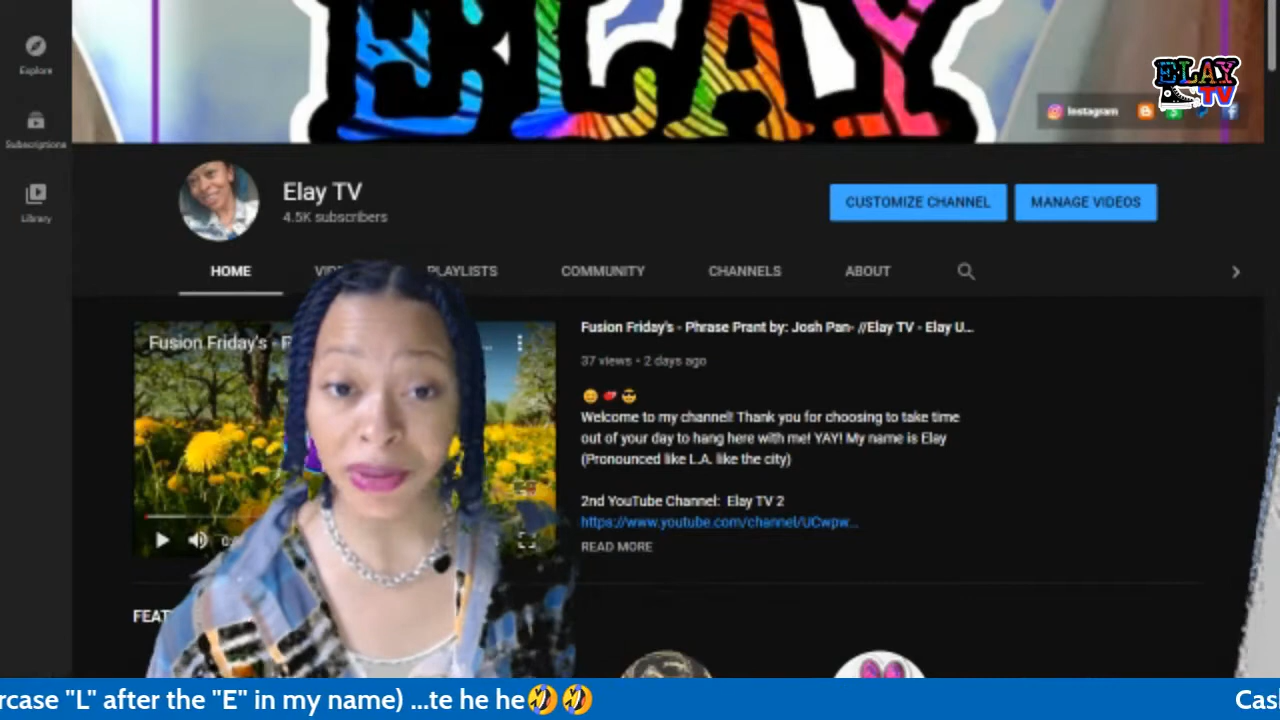 ELAY
ELAY
TV
Instagram
Explore
Subscriptions
Library
Elay TV
4.5K subscribers
CUSTOMIZE CHANNEL
MANAGE VIDEOS
HOME
PLAYLISTS
COMMUNITY
CHANNELS
ABOUT
Fusion Friday's -
Fusion Friday's - Phrase Prant by: Josh Pan- //Elay TV - Elay U...
37 views • 2 days ago
Welcome to my channel! Thank you for choosing to take time
out of your day to hang here with me! YAY! My name is Elay
(Pronounced like L.A. like the city)
2nd YouTube Channel: Elay TV 2
https://www.youtube.com/channel/UCwpw...
READ MORE
rcase "L" after the "E" in my name) ...te he he🤣🤣